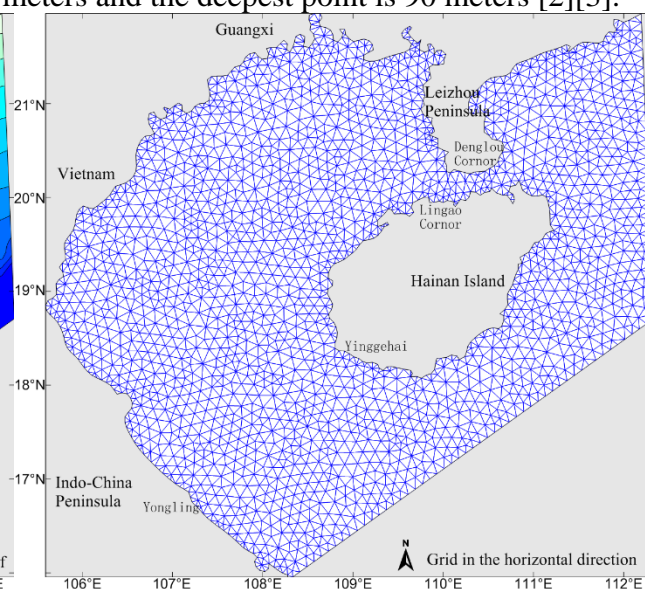 meters and the deepest point is 90 meters [2][3].
Guangxi
21°N
Leizhou
Peninsula
Denglou
Cornor
Vietnam
20°N
Lingao
Cornor
19°N
Hainan Island
Yinggehai
18°N
17°N
Indo-China
Peninsula
Yongling
N
Grid in the horizontal direction
106°E 107°E 108°E 109°E 110°E 111°E 112°E